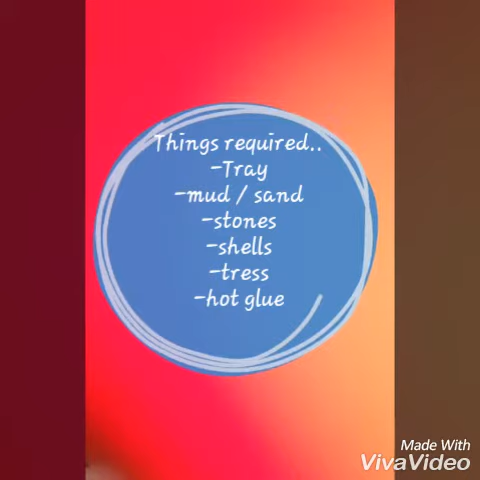 Things required..
-Tray
-mud / sand
-stones
-shells
-tress
-hot glue
Made With
VivaVideo